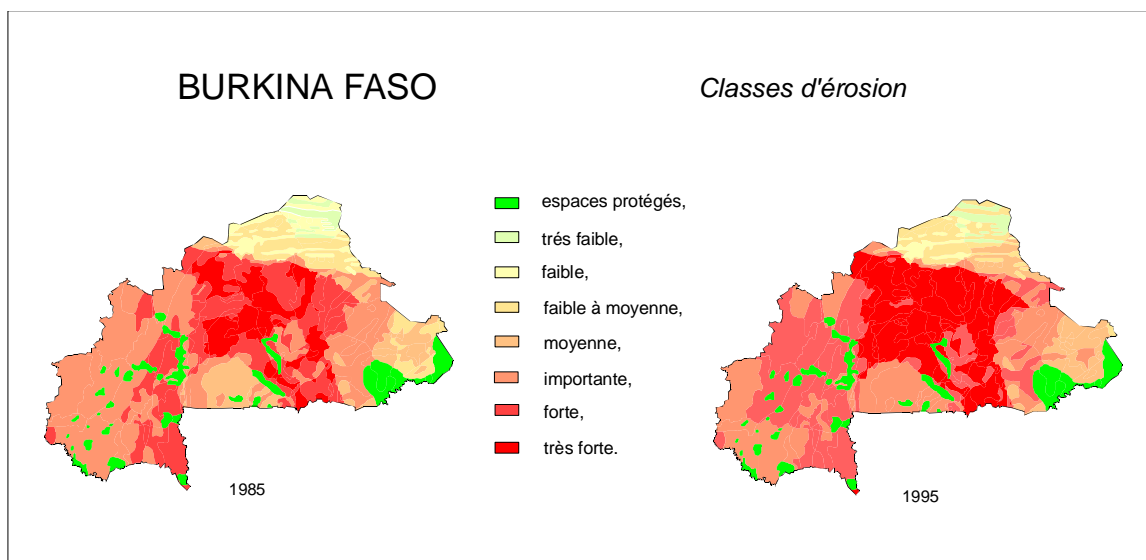 BURKINA FASO
Classes d'érosion
espaces protégés,
trés faible,
faible,
faible à moyenne,
moyenne,
importante,
forte,
très forte.
1985
1995